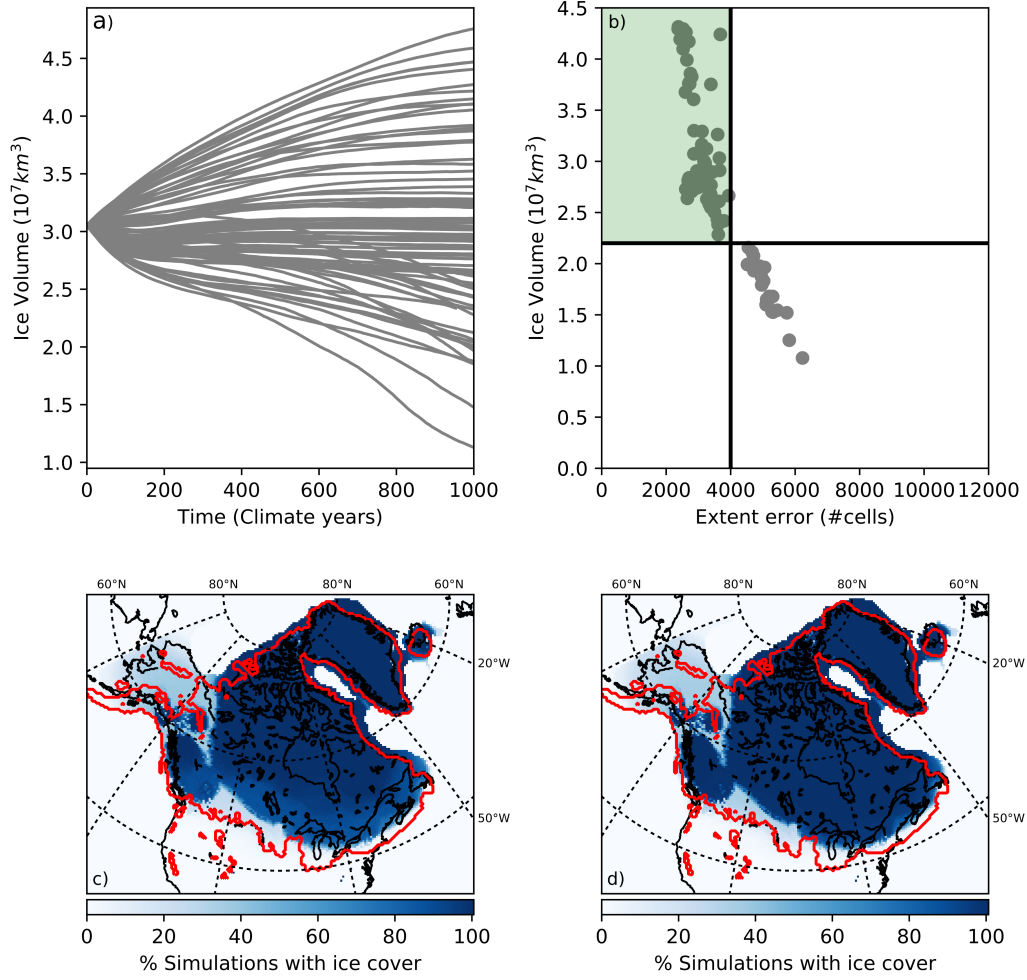 a)
Ice Volume (10⁷km³)
4.5
4.0
3.5
3.0
2.5
2.0
1.5
1.0
0 200 400 600 800 1000
Time (Climate years)
b)
Ice Volume (10⁷km³)
4.5
4.0
3.5
3.0
2.5
2.0
1.5
1.0
0.5
0.0
0 2000 4000 6000 8000 10000 12000
Extent error (#cells)
60°N 80°N 80°N 60°N
20°W
50°W
c)
0 20 40 60 80 100
% Simulations with ice cover
60°N 80°N 80°N 60°N
20°W
50°W
d)
0 20 40 60 80 100
% Simulations with ice cover